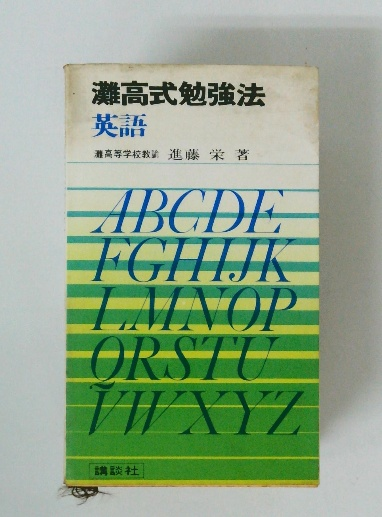 灘高式勉強法
英語
灘高等学校教諭 進藤 栄 著
ABCDE
FGHIJK
LMNOP
QRSTU
VWXYZ
講談社